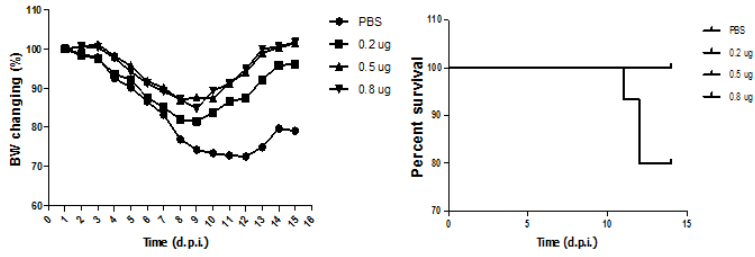 BW changing (%)
110
100
90
80
70
60
0 1 2 3 4 5 6 7 8 9 10 11 12 13 14 15 16
Time (d.p.i.)
PBS
0.2 ug
0.5 ug
0.8 ug
Percent survival
110
100
90
80
70
0 5 10 15
Time (d.p.i.)
PBS
0.2 ug
0.5 ug
0.8 ug